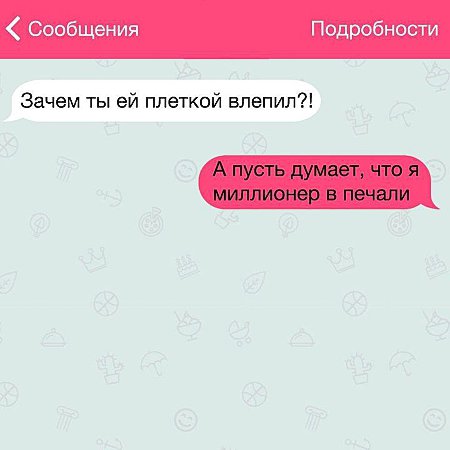 Сообщения
Подробности
Зачем ты ей плеткой влепил?!
А пусть думает, что я
миллионер в печали